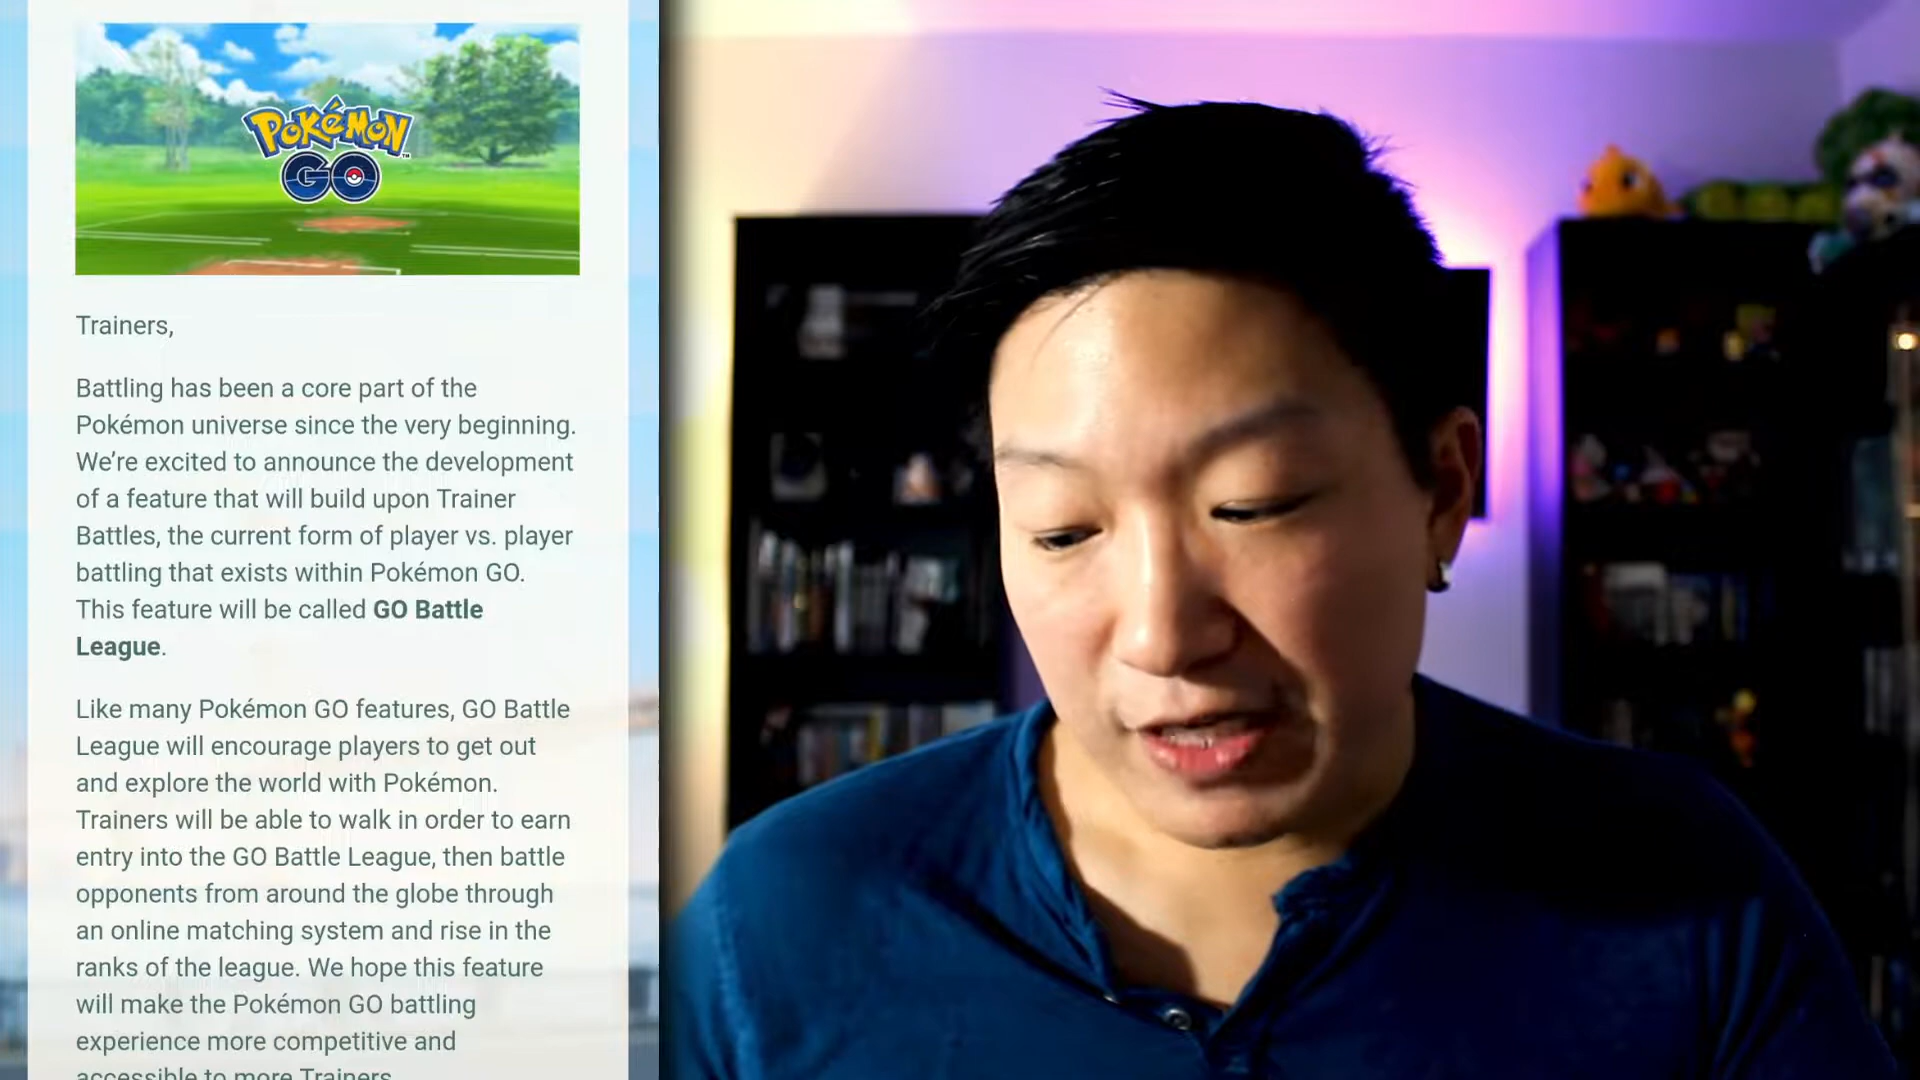 POKéMON
GO
Trainers,
Battling has been a core part of the
Pokémon universe since the very beginning.
We’re excited to announce the development
of a feature that will build upon Trainer
Battles, the current form of player vs. player
battling that exists within Pokémon GO.
This feature will be called GO Battle
League.
Like many Pokémon GO features, GO Battle
League will encourage players to get out
and explore the world with Pokémon.
Trainers will be able to walk in order to earn
entry into the GO Battle League, then battle
opponents from around the globe through
an online matching system and rise in the
ranks of the league. We hope this feature
will make the Pokémon GO battling
experience more competitive and
accessible to more Trainers.